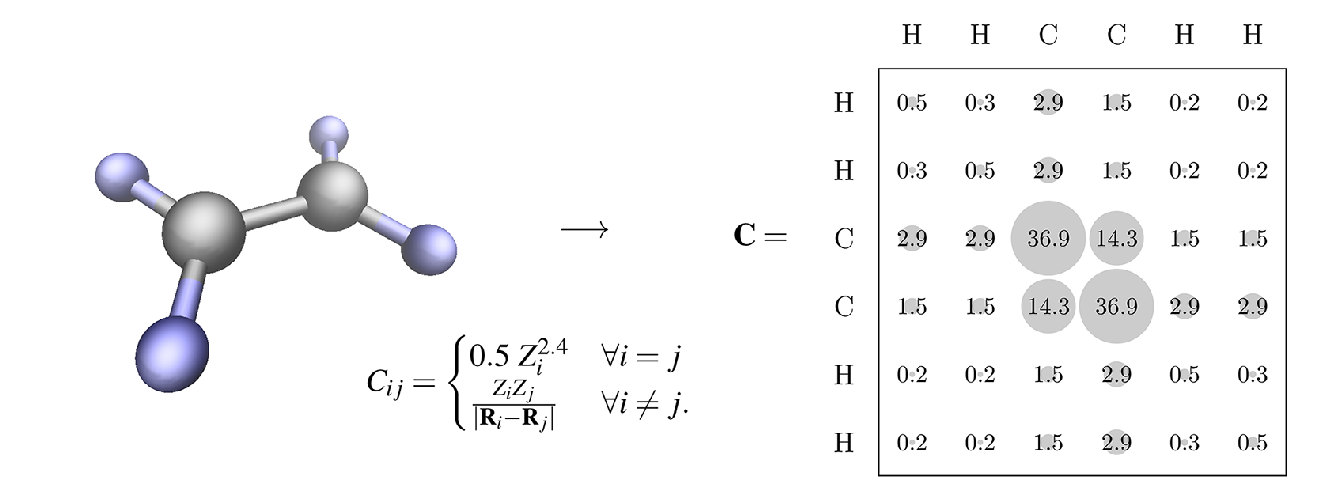 H H C C H H
H 0.5 0.3 2.9 1.5 0.2 0.2
H 0.3 0.5 2.9 1.5 0.2 0.2
→ C = C 2.9 2.9 36.9 14.3 1.5 1.5
C 1.5 1.5 14.3 36.9 2.9 2.9
H 0.2 0.2 1.5 2.9 0.5 0.3
H 0.2 0.2 1.5 2.9 0.3 0.5
C_{ij} = { 0.5 Z_i^{2.4} ∀i = j
Z_iZ_j / |R_i−R_j| ∀i ≠ j.